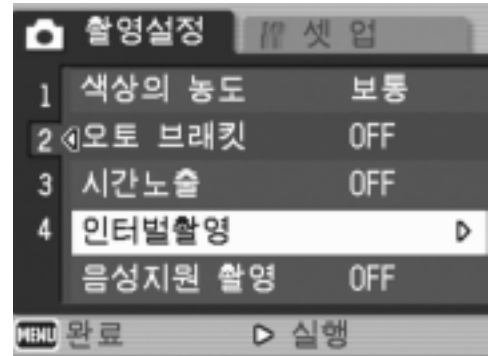 촬영설정 셋 업
1 색상의 농도 보통
2 오토 브래킷 OFF
3 시간노출 OFF
4 인터벌촬영
음성지원 촬영 OFF
MENU 완료 실행